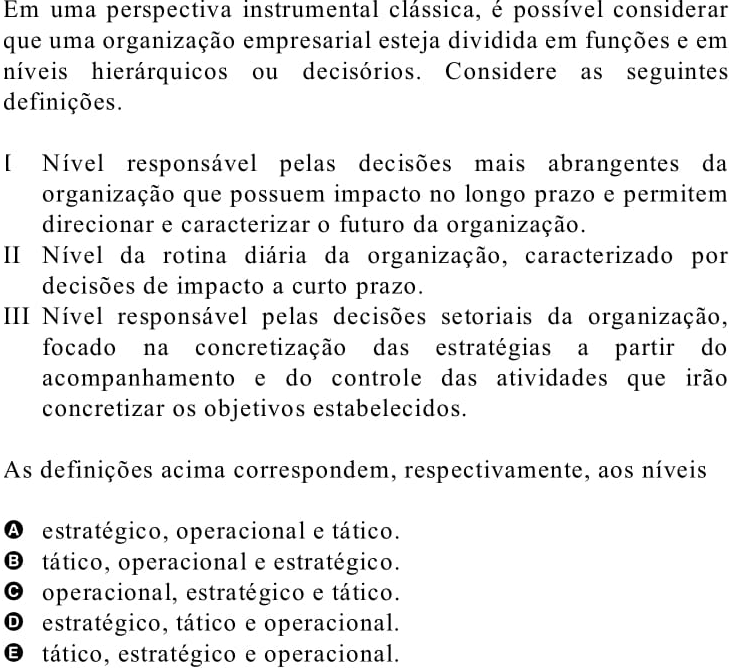 Em uma perspectiva instrumental clássica, é possível considerar
que uma organização empresarial esteja dividida em funções e em
níveis hierárquicos ou decisórios. Considere as seguintes
definições.
I Nível responsável pelas decisões mais abrangentes da
organização que possuem impacto no longo prazo e permitem
direcionar e caracterizar o futuro da organização.
II Nível da rotina diária da organização, caracterizado por
decisões de impacto a curto prazo.
III Nível responsável pelas decisões setoriais da organização,
focado na concretização das estratégias a partir do
acompanhamento e do controle das atividades que irão
concretizar os objetivos estabelecidos.
As definições acima correspondem, respectivamente, aos níveis
A estratégico, operacional e tático.
B tático, operacional e estratégico.
C operacional, estratégico e tático.
D estratégico, tático e operacional.
E tático, estratégico e operacional.